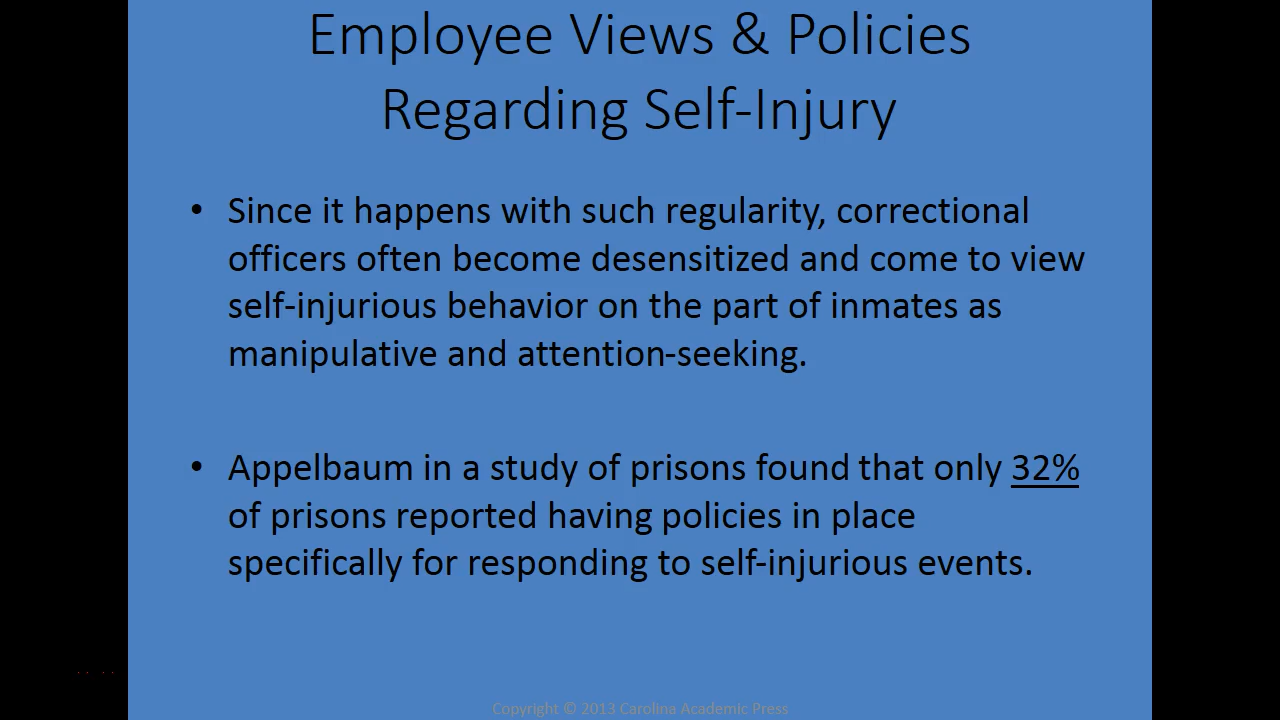 Employee Views & Policies
Regarding Self-Injury
• Since it happens with such regularity, correctional
officers often become desensitized and come to view
self-injurious behavior on the part of inmates as
manipulative and attention-seeking.
• Appelbaum in a study of prisons found that only 32%
of prisons reported having policies in place
specifically for responding to self-injurious events.
Copyright © 2013 Carolina Academic Press